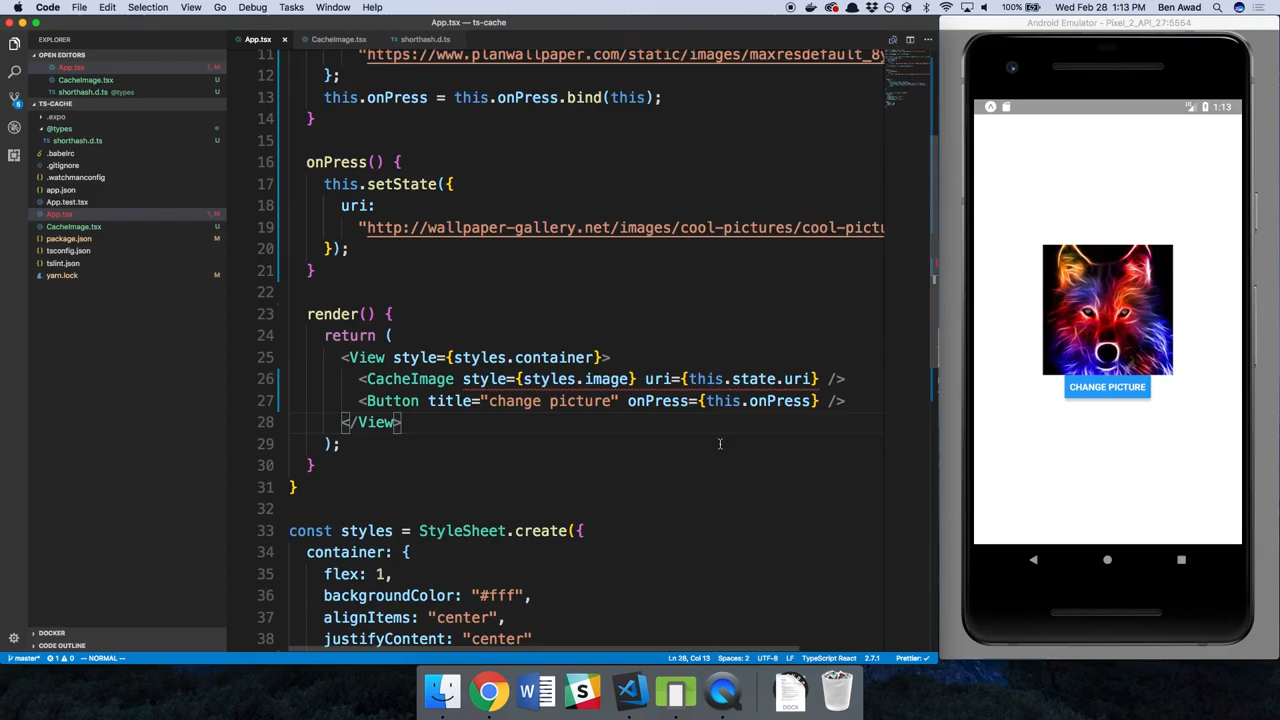 Code File Edit Selection View Go Debug Tasks Window Help
100% Wed Feb 28 1:13 PM Ben Awad
App.tsx — ts-cache
EXPLORER
OPEN EDITORS
App.tsx 1, M
CacheImage.tsx U
shorthash.d.ts @types U
TS-CACHE
.expo
@types
TS shorthash.d.ts U
.babelrc
.gitignore
.watchmanconfig
app.json
App.test.tsx
App.tsx 1, M
CacheImage.tsx U
package.json M
tsconfig.json
tslint.json
yarn.lock M
DOCKER
CODE OUTLINE
App.tsx CacheImage.tsx TS shorthash.d.ts
11 "https://www.planwallpaper.com/static/images/maxresdefault_8
12 };
13 this.onPress = this.onPress.bind(this);
14 }
15
16 onPress() {
17 this.setState({
18 uri:
19 "http://wallpaper-gallery.net/images/cool-pictures/cool-pictu
20 });
21 }
22
23 render() {
24 return (
25 <View style={styles.container}>
26 <CacheImage style={styles.image} uri={this.state.uri} />
27 <Button title="change picture" onPress={this.onPress} />
28 </View>
29 );
30 }
31 }
32
33 const styles = StyleSheet.create({
34 container: {
35 flex: 1,
36 backgroundColor: "#fff",
37 alignItems: "center",
38 justifyContent: "center"
master* 1 0 -- NORMAL -- Ln 28, Col 13 Spaces: 2 UTF-8 LF TypeScript React 2.7.1 Prettier: ✓
Android Emulator - Pixel_2_API_27:5554
1:13
CHANGE PICTURE
DOCX